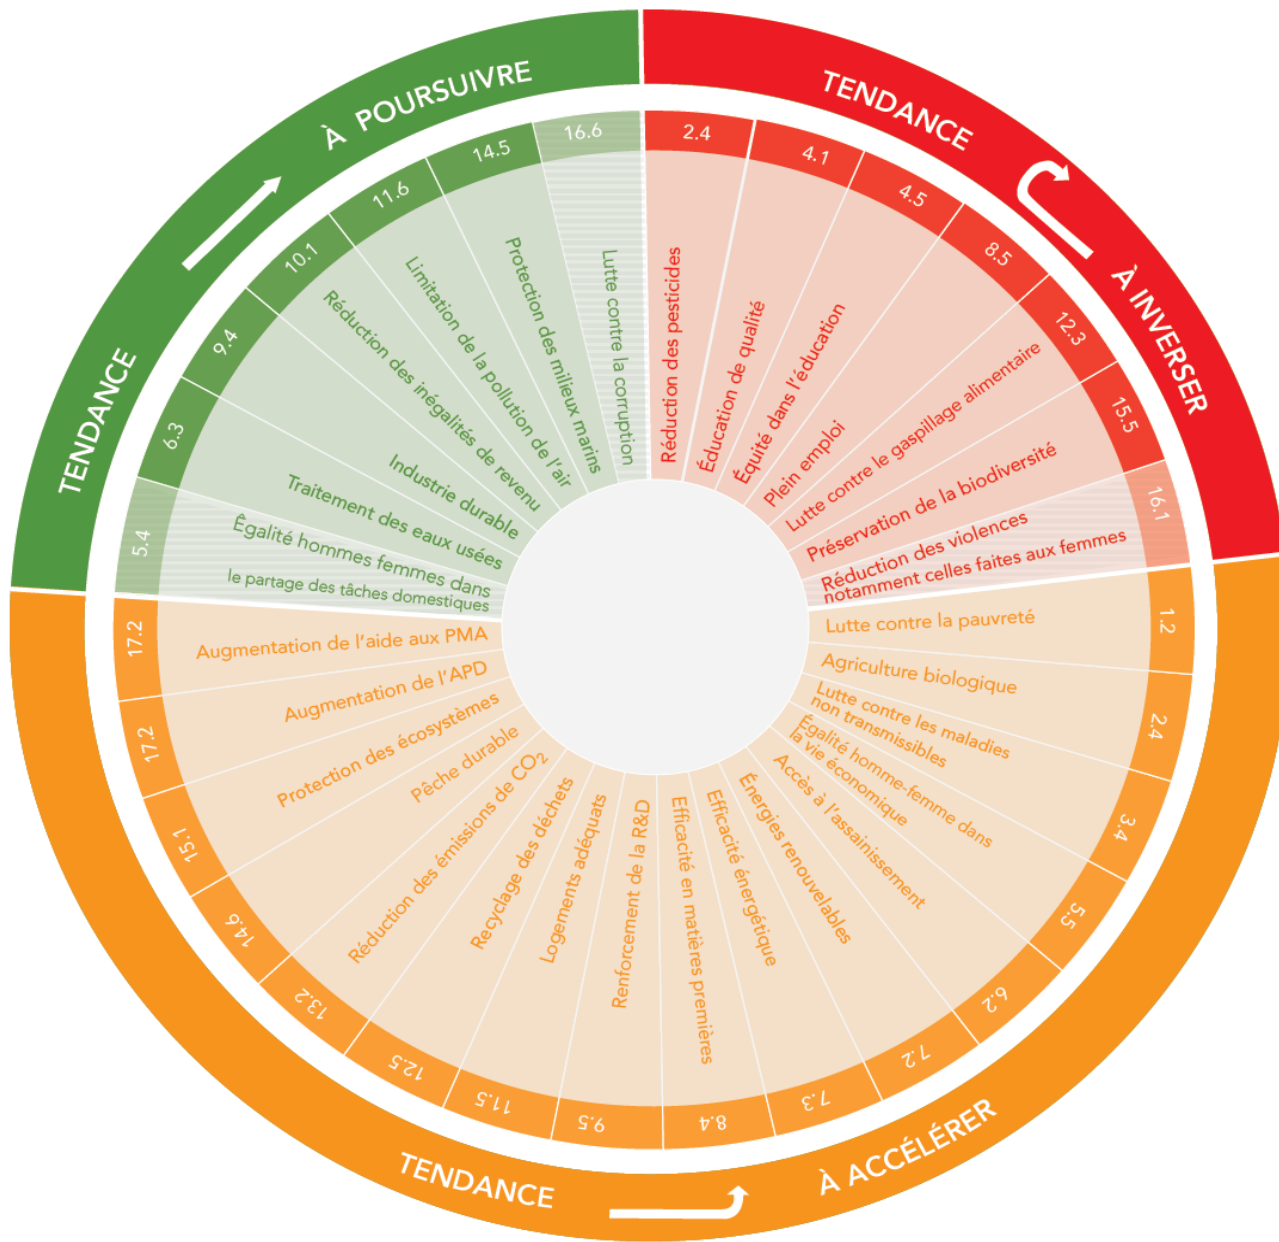 TENDANCE
À INVERSER
2.4
Réduction des pesticides
4.1
Éducation de qualité
4.5
Équité dans l'éducation
8.5
Plein emploi
12.3
Lutte contre le gaspillage alimentaire
15.5
Préservation de la biodiversité
16.1
Réduction des violences
notamment celles faites aux femmes
1.2
Lutte contre la pauvreté
2.4
Agriculture biologique
3.4
Lutte contre les maladies
non transmissibles
5.5
Égalité homme-femme dans
la vie économique
6.2
Accès à l'assainissement
7.2
Énergies renouvelables
7.3
Efficacité énergétique
8.4
Efficacité en matières premières
9.5
Renforcement de la R&D
11.5
Logements adéquats
12.5
Recyclage des déchets
13.2
Réduction des émissions de CO₂
14.6
Pêche durable
15.1
Protection des écosystèmes
17.2
Augmentation de l'APD
17.2
Augmentation de l'aide aux PMA
TENDANCE
À ACCÉLÉRER
5.4
Êgalité hommes femmes dans
le partage des tâches domestiques
6.3
Traitement des eaux usées
9.4
Industrie durable
10.1
Réduction des inégalités de revenu
11.6
Limitation de la pollution de l'air
14.5
Protection des milieux marins
16.6
Lutte contre la corruption
TENDANCE
À POURSUIVRE